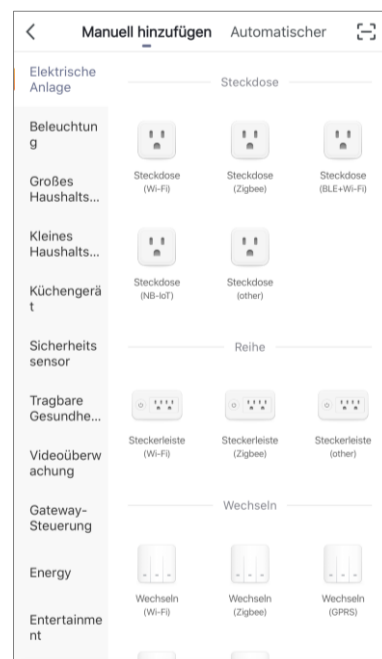 Manuell hinzufügen Automatischer
Elektrische
Anlage
Beleuchtun
g
Großes
Haushalts...
Kleines
Haushalts...
Küchengerä
t
Sicherheits
sensor
Tragbare
Gesundhe...
Videoüberw
achung
Gateway-
Steuerung
Energy
Entertainme
nt
Steckdose
Steckdose
(Wi-Fi)
Steckdose
(Zigbee)
Steckdose
(BLE+Wi-Fi)
Steckdose
(NB-IoT)
Steckdose
(other)
Reihe
Steckerleiste
(Wi-Fi)
Steckerleiste
(Zigbee)
Steckerleiste
(other)
Wechseln
Wechseln
(Wi-Fi)
Wechseln
(Zigbee)
Wechseln
(GPRS)